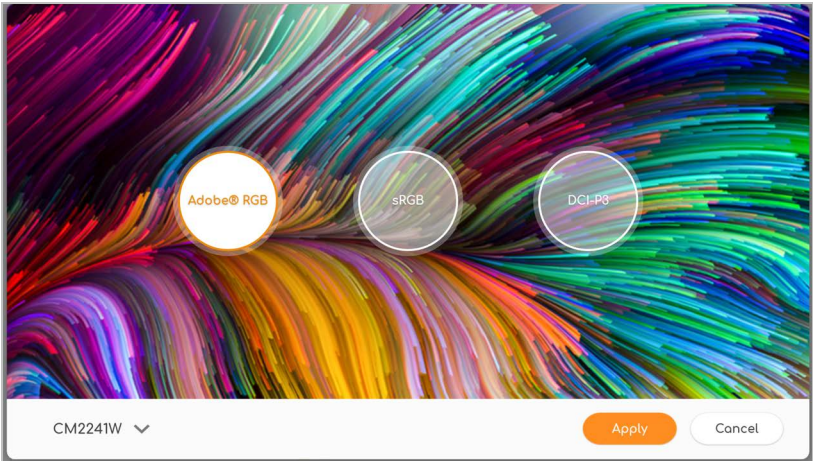 Adobe® RGB
sRGB
DCI-P3
CM2241W
Apply
Cancel